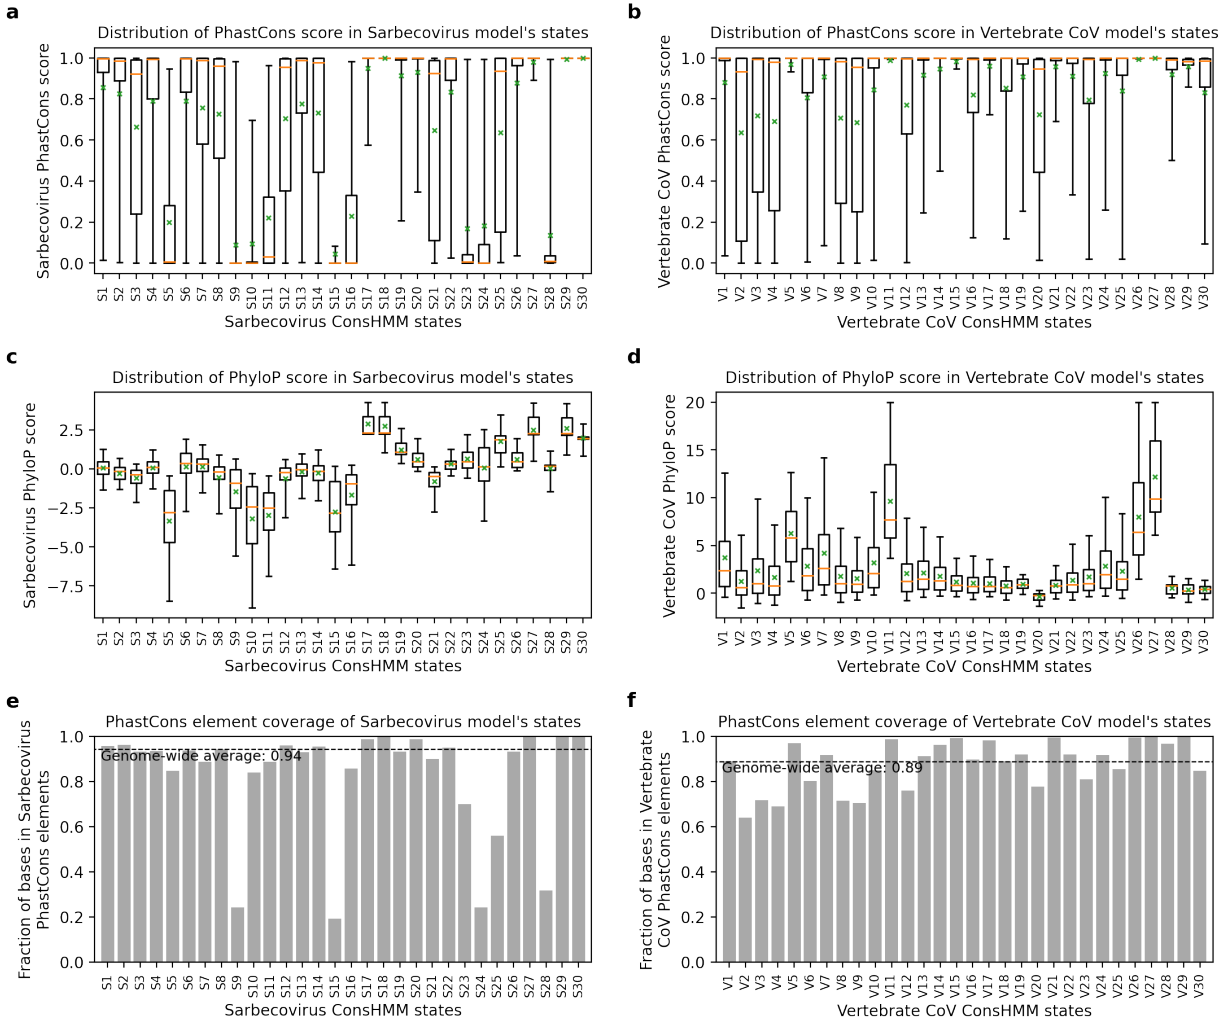 a
Distribution of PhastCons score in Sarbecovirus model's states
Sarbecovirus PhastCons score
1.0
0.8
0.6
0.4
0.2
0.0
S1 S2 S3 S4 S5 S6 S7 S8 S9 S10 S11 S12 S13 S14 S15 S16 S17 S18 S19 S20 S21 S22 S23 S24 S25 S26 S27 S28 S29 S30
Sarbecovirus ConsHMM states
b
Distribution of PhastCons score in Vertebrate CoV model's states
Vertebrate CoV PhastCons score
1.0
0.8
0.6
0.4
0.2
0.0
V1 V2 V3 V4 V5 V6 V7 V8 V9 V10 V11 V12 V13 V14 V15 V16 V17 V18 V19 V20 V21 V22 V23 V24 V25 V26 V27 V28 V29 V30
Vertebrate CoV ConsHMM states
c
Distribution of PhyloP score in Sarbecovirus model's states
Sarbecovirus PhyloP score
2.5
0.0
−2.5
−5.0
−7.5
S1 S2 S3 S4 S5 S6 S7 S8 S9 S10 S11 S12 S13 S14 S15 S16 S17 S18 S19 S20 S21 S22 S23 S24 S25 S26 S27 S28 S29 S30
Sarbecovirus ConsHMM states
d
Distribution of PhyloP score in Vertebrate CoV model's states
Vertebrate CoV PhyloP score
20
15
10
5
0
V1 V2 V3 V4 V5 V6 V7 V8 V9 V10 V11 V12 V13 V14 V15 V16 V17 V18 V19 V20 V21 V22 V23 V24 V25 V26 V27 V28 V29 V30
Vertebrate CoV ConsHMM states
e
PhastCons element coverage of Sarbecovirus model's states
Fraction of bases in Sarbecovirus
PhastCons elements
1.0
0.8
0.6
0.4
0.2
0.0
Genome-wide average: 0.94
S1 S2 S3 S4 S5 S6 S7 S8 S9 S10 S11 S12 S13 S14 S15 S16 S17 S18 S19 S20 S21 S22 S23 S24 S25 S26 S27 S28 S29 S30
Sarbecovirus ConsHMM states
f
PhastCons element coverage of Vertebrate CoV model's states
Fraction of bases in Vertebrate
CoV PhastCons elements
1.0
0.8
0.6
0.4
0.2
0.0
Genome-wide average: 0.89
V1 V2 V3 V4 V5 V6 V7 V8 V9 V10 V11 V12 V13 V14 V15 V16 V17 V18 V19 V20 V21 V22 V23 V24 V25 V26 V27 V28 V29 V30
Vertebrate CoV ConsHMM states